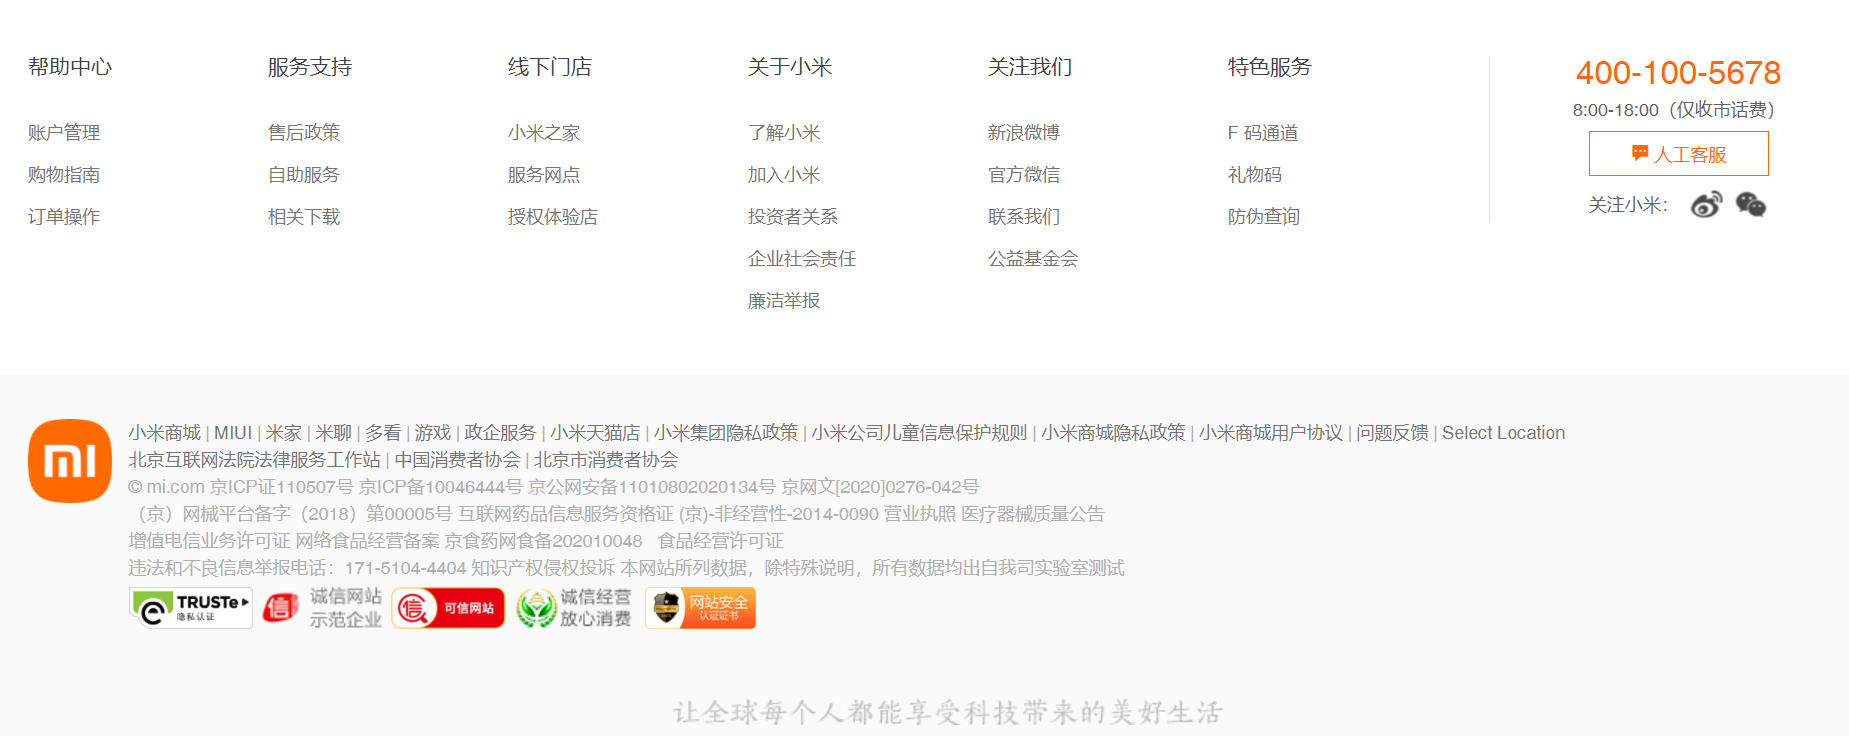 帮助中心
账户管理
购物指南
订单操作
服务支持
售后政策
自助服务
相关下载
线下门店
小米之家
服务网点
授权体验店
关于小米
了解小米
加入小米
投资者关系
企业社会责任
廉洁举报
关注我们
新浪微博
官方微信
联系我们
公益基金会
特色服务
F 码通道
礼物码
防伪查询
400-100-5678
8:00-18:00（仅收市话费）
人工客服
关注小米：
小米商城 | MIUI | 米家 | 米聊 | 多看 | 游戏 | 政企服务 | 小米天猫店 | 小米集团隐私政策 | 小米公司儿童信息保护规则 | 小米商城隐私政策 | 小米商城用户协议 | 问题反馈 | Select Location
北京互联网法院法律服务工作站 | 中国消费者协会 | 北京市消费者协会
© mi.com 京ICP证110507号 京ICP备10046444号 京公网安备11010802020134号 京网文[2020]0276-042号
（京）网械平台备字（2018）第00005号 互联网药品信息服务资格证 (京)-非经营性-2014-0090 营业执照 医疗器械质量公告
增值电信业务许可证 网络食品经营备案 京食药网食备202010048 食品经营许可证
违法和不良信息举报电话：171-5104-4404 知识产权侵权投诉 本网站所列数据，除特殊说明，所有数据均出自我司实验室测试
TRUSTe
隐私认证
信
诚信网站
示范企业
信
可信网站
诚信经营
放心消费
网站安全
认证证书
让全球每个人都能享受科技带来的美好生活